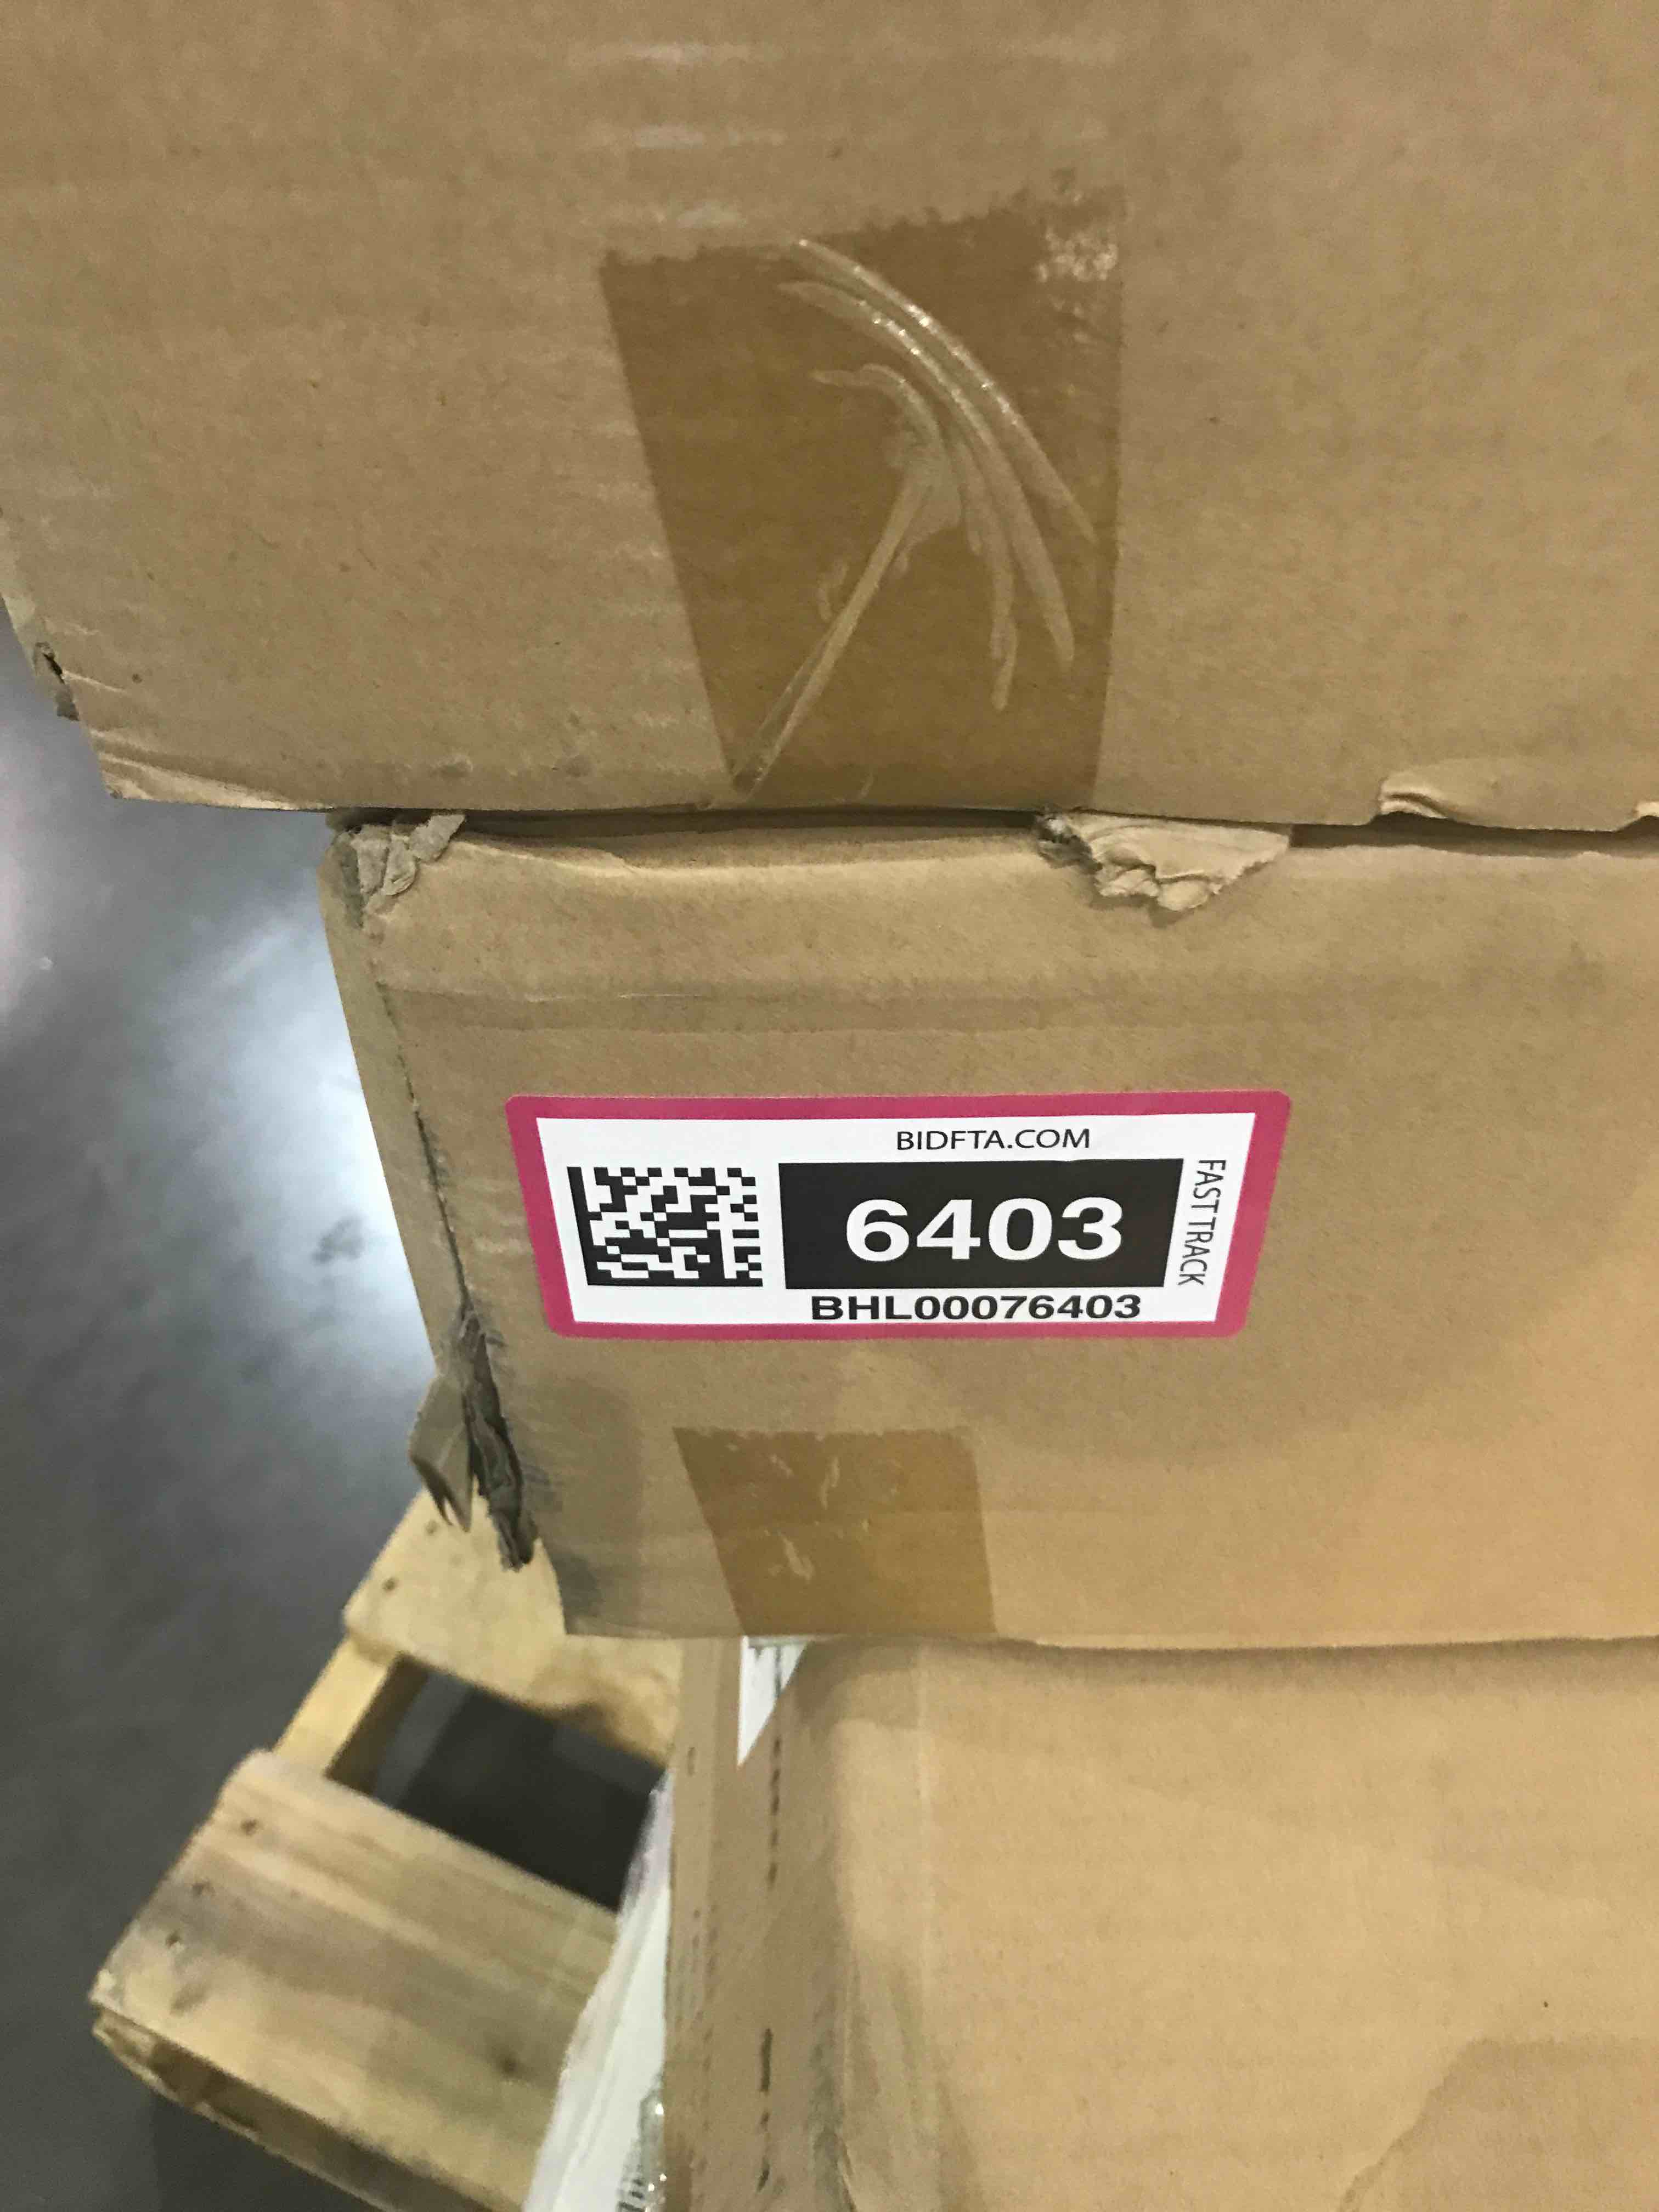 BIDFTA.COM
6403
FAST TRACK
BHL00076403